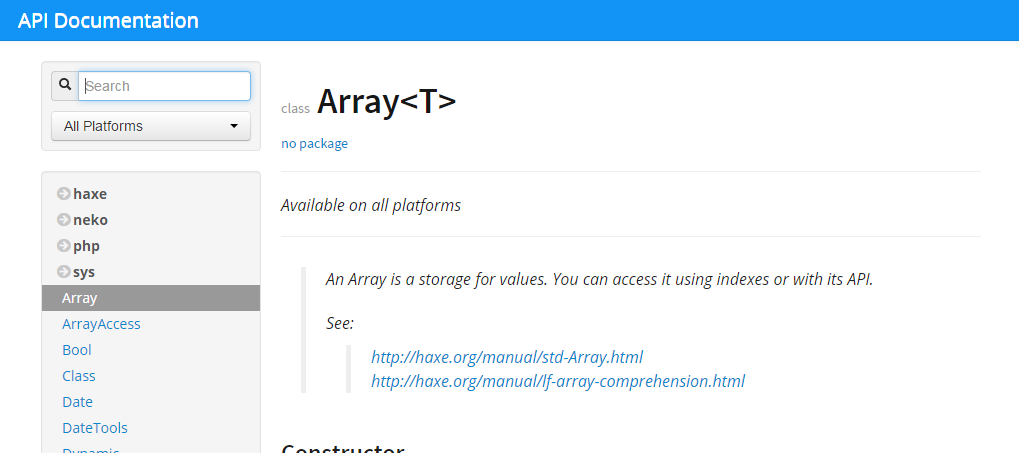 API Documentation
Search
All Platforms
haxe
neko
php
sys
Array
ArrayAccess
Bool
Class
Date
DateTools
Dynamic
class Array<T>
no package
Available on all platforms
An Array is a storage for values. You can access it using indexes or with its API.
See:
http://haxe.org/manual/std-Array.html
http://haxe.org/manual/lf-array-comprehension.html
Constructor